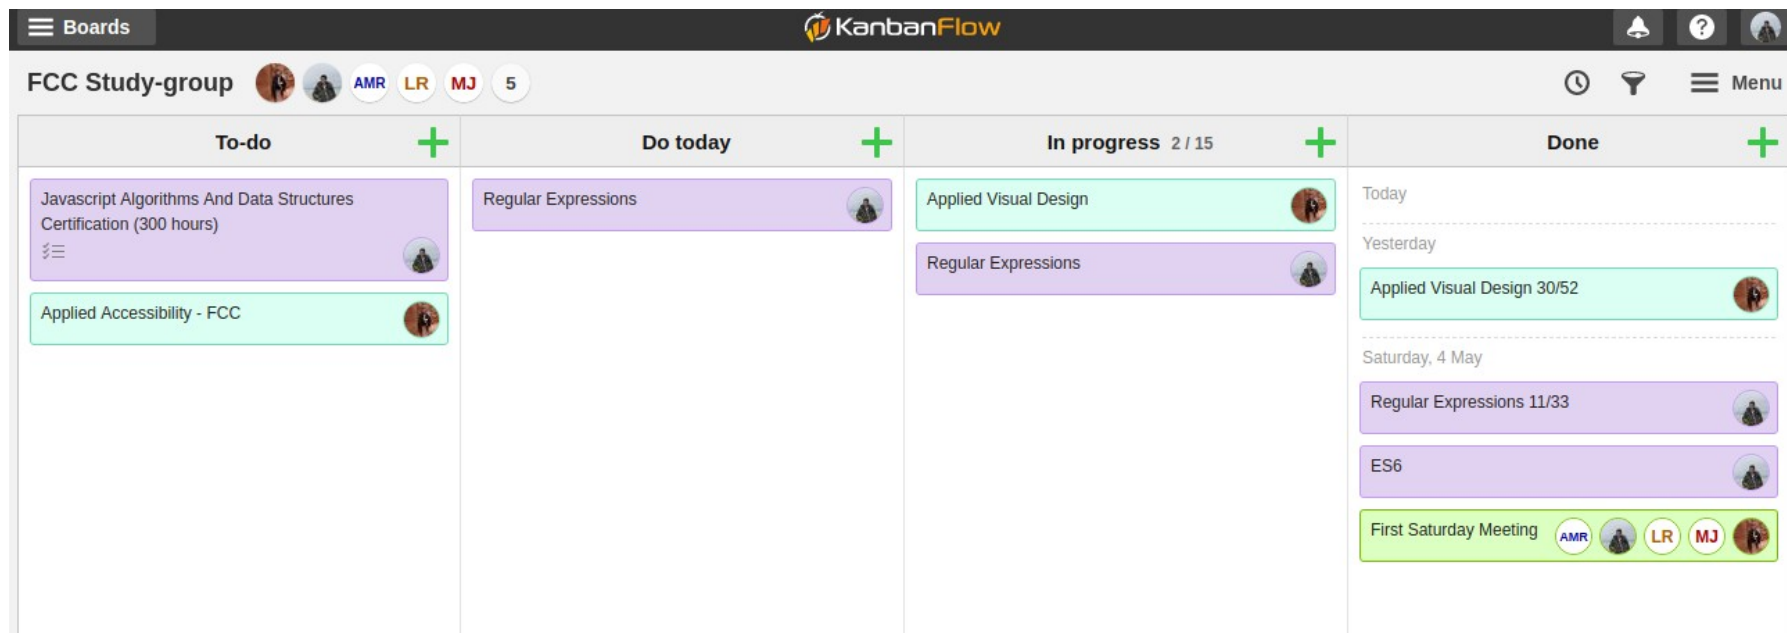 Boards
KanbanFlow
?
FCC Study-group AMR LR MJ 5
Menu
To-do
Do today
In progress 2 / 15
Done
Javascript Algorithms And Data Structures
Certification (300 hours)
Applied Accessibility - FCC
Regular Expressions
Applied Visual Design
Regular Expressions
Today
Yesterday
Applied Visual Design 30/52
Saturday, 4 May
Regular Expressions 11/33
ES6
First Saturday Meeting AMR LR MJ